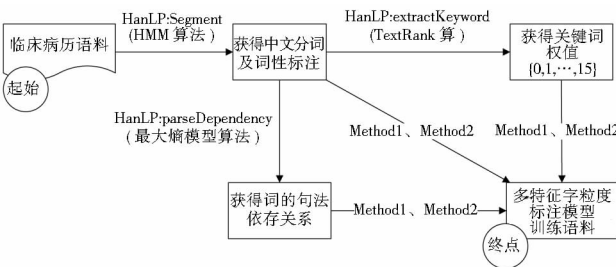 HanLP:Segment
(HMM 算法)
HanLP:extractKeyword
(TextRank 算)
临床病历语料
起始
获得中文分词
及词性标注
获得关键词
权值
{0,1,…,15}
HanLP:parseDependency
(最大熵模型算法)
Method1、Method2
Method1、Method2
获得词的句法
依存关系
Method1、Method2
多特征字粒度
标注模型
训练语料
终点